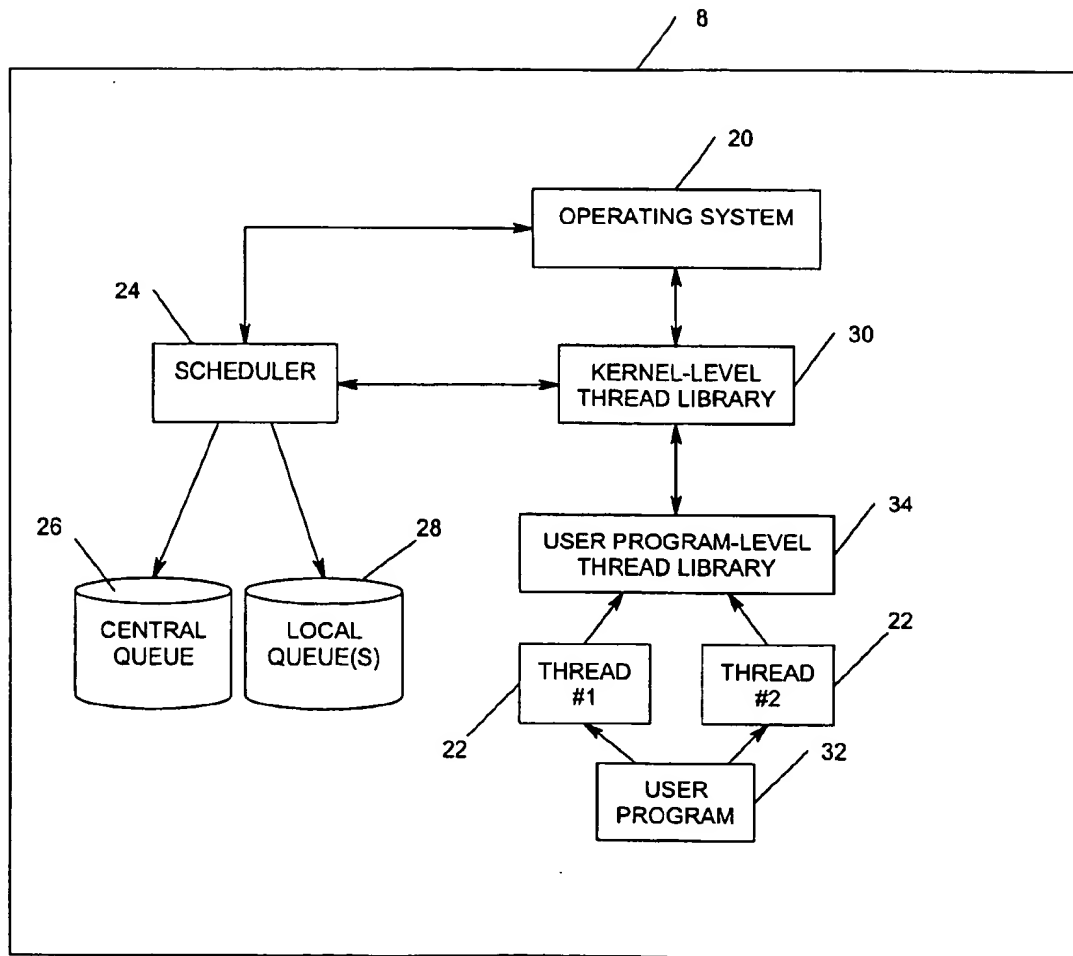 8
20
OPERATING SYSTEM
24
SCHEDULER
30
KERNEL-LEVEL
THREAD LIBRARY
34
USER PROGRAM-LEVEL
THREAD LIBRARY
26
CENTRAL
QUEUE
28
LOCAL
QUEUE(S)
22
THREAD
#1
THREAD
#2
22
32
USER
PROGRAM